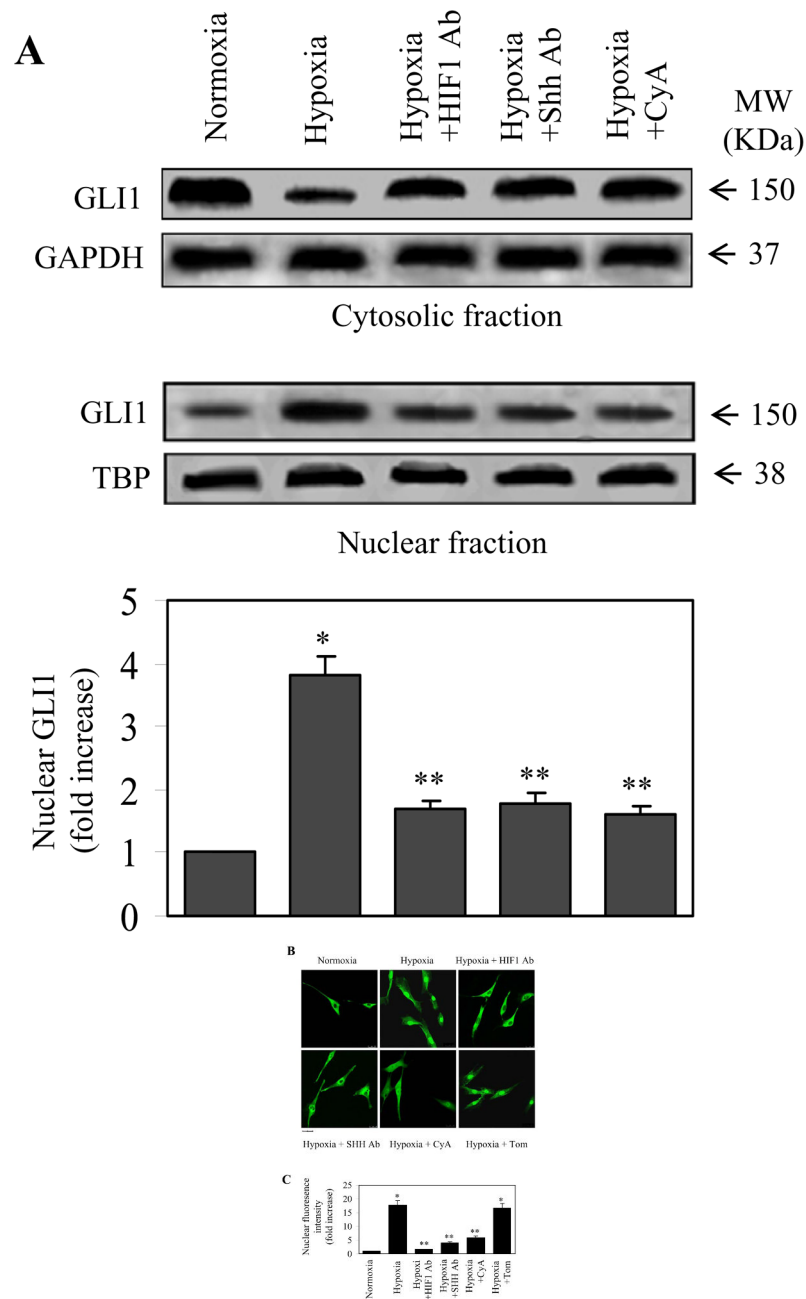 A
Normoxia
Hypoxia
Hypoxia
+HIF1 Ab
Hypoxia
+Shh Ab
Hypoxia
+CyA
MW
(KDa)
GLI1
← 150
GAPDH
← 37
Cytosolic fraction
GLI1
← 150
TBP
← 38
Nuclear fraction
Nuclear GLI1
(fold increase)
5
4
3
2
1
0
*
**
**
**
B
Normoxia
Hypoxia
Hypoxia + HIF1 Ab
Hypoxia + SHH Ab
Hypoxia + CyA
Hypoxia + Tom
C
Nuclear fluoresence
intensity
(fold increase)
25
20
15
10
5
0
*
**
**
**
*
Normoxia
Hypoxia
Hypoxi
+HIF1 Ab
Hypoxia
+SHH Ab
Hypoxia
+CyA
Hypoxia
+Tom